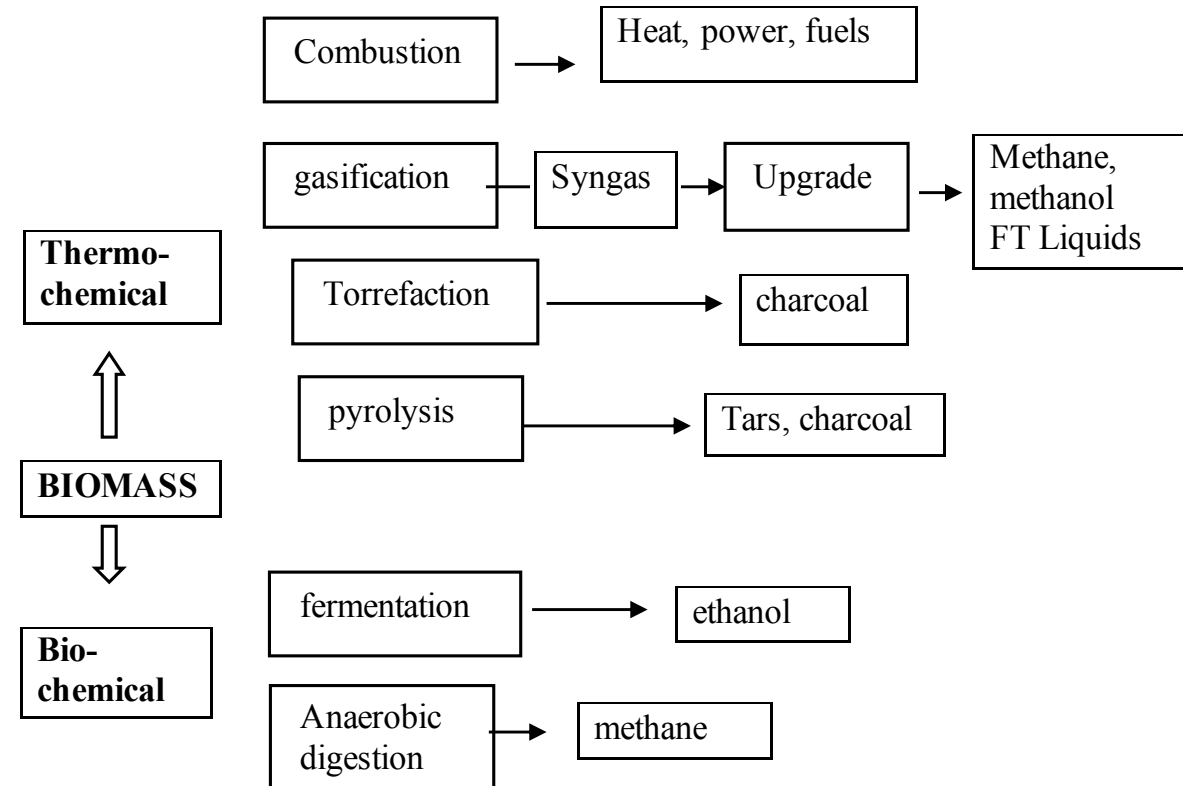 Combustion
Heat, power, fuels
gasification
Syngas
Upgrade
Methane,
methanol
FT Liquids
Thermo-
chemical
Torrefaction
charcoal
pyrolysis
Tars, charcoal
BIOMASS
fermentation
ethanol
Bio-
chemical
Anaerobic
digestion
methane